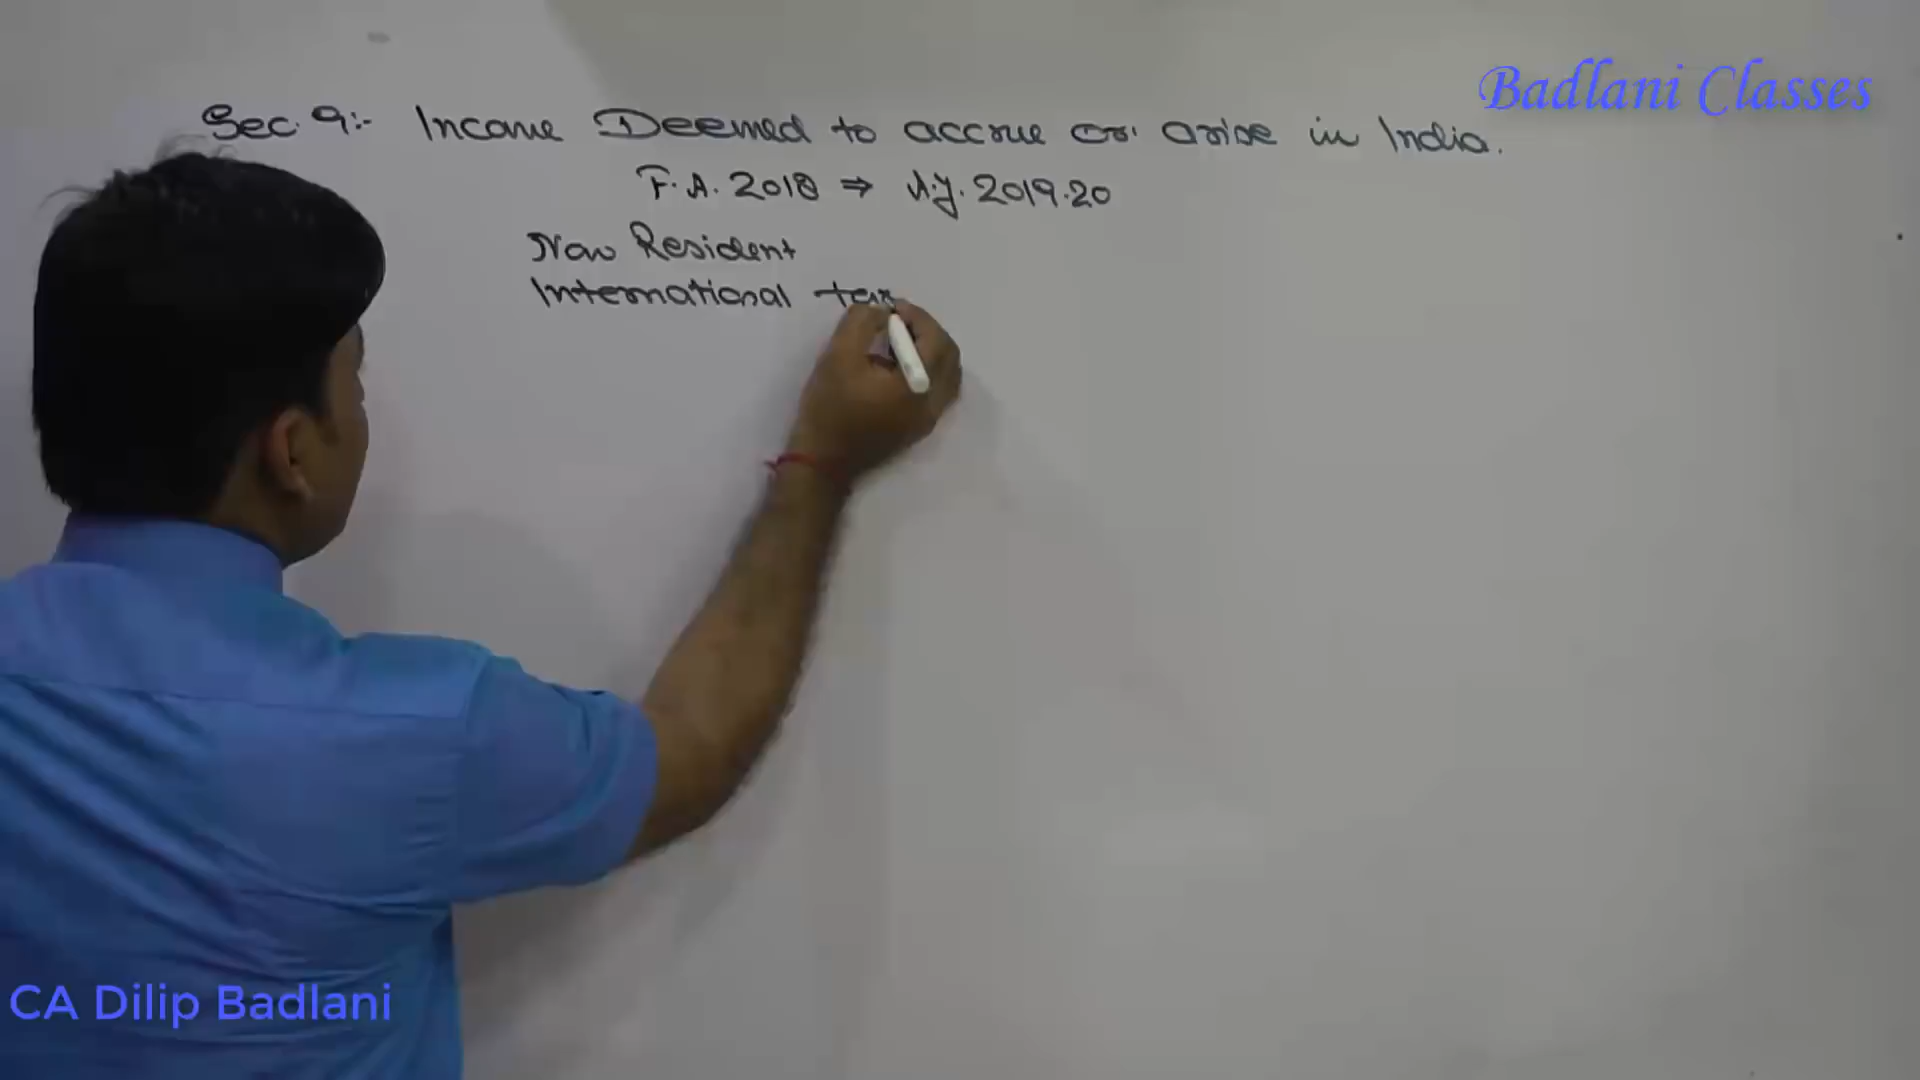 Badlani Classes
Sec. 9:- Income Deemed to accrue or arise in India.
F.A. 2018 ⇒ A.Y. 2019.20
Non Resident
International tax
CA Dilip Badlani